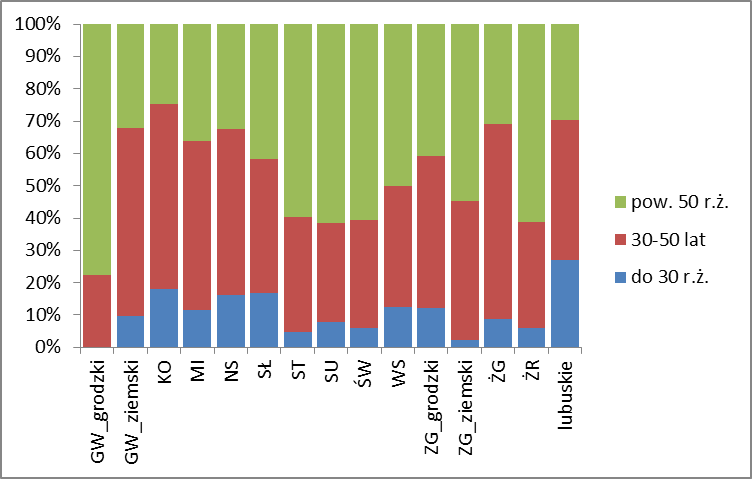 100%
90%
80%
70%
60%
50%
40%
30%
20%
10%
0%
GW_grodzki
GW_ziemski
KO
MI
NS
SŁ
ST
SU
ŚW
WS
ZG_grodzki
ZG_ziemski
ŻG
ŻR
lubuskie
pow. 50 r.ż.
30-50 lat
do 30 r.ż.